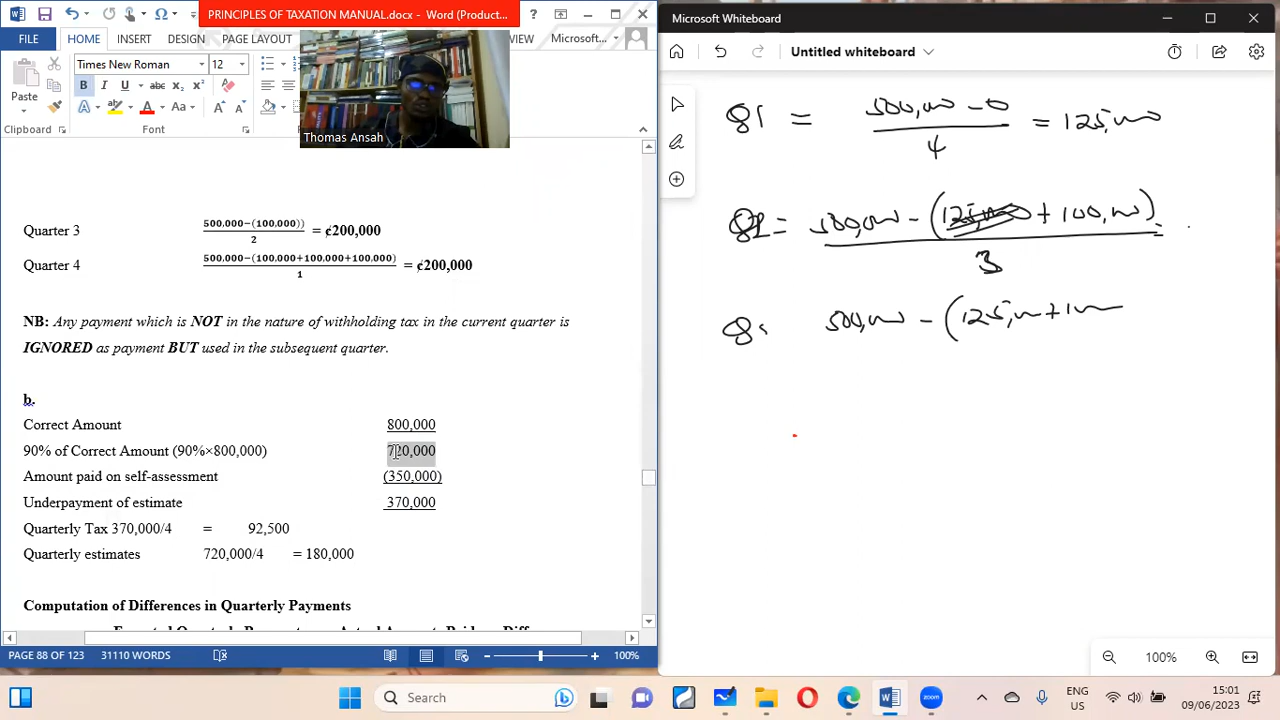 PRINCIPLES OF TAXATION MANUAL.docx - Word (Product...
FILE HOME INSERT DESIGN PAGE LAYOUT VIEW Microsoft...
Times New Roman 12
Paste
B I U abc x₂ x²
A Aa A A
Clipboard Font Paragraph
Thomas Ansah
Quarter 3 500,000−(100,000)) / 2 = ¢200,000
Quarter 4 500,000−(100,000+100,000+100,000) / 1 = ¢200,000
NB: Any payment which is NOT in the nature of withholding tax in the current quarter is
IGNORED as payment BUT used in the subsequent quarter.
b.
Correct Amount 800,000
90% of Correct Amount (90%×800,000) 720,000
Amount paid on self-assessment (350,000)
Underpayment of estimate 370,000
Quarterly Tax 370,000/4 = 92,500
Quarterly estimates 720,000/4 = 180,000
Computation of Differences in Quarterly Payments
PAGE 88 OF 123 31110 WORDS 100%
Microsoft Whiteboard
Untitled whiteboard
Q1 = 500,000 - 0 / 4 = 125,000
= 500,000 - (125,000 + 100,000) / 3
500,000 - (125,000 +
100%
Search
ENG
US
15:01
09/06/2023